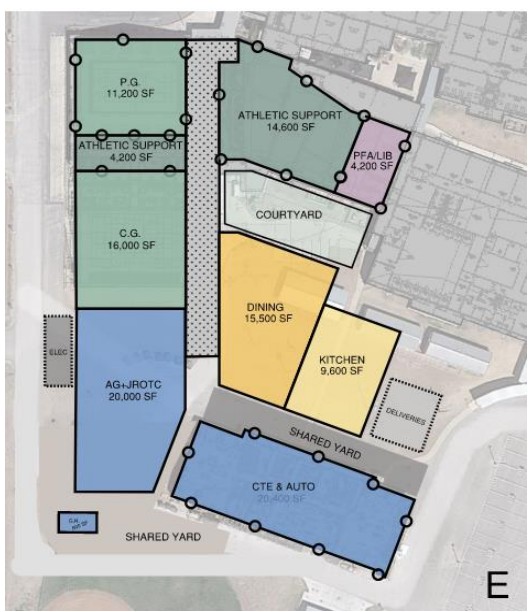 P.G.
11,200 SF
ATHLETIC SUPPORT
4,200 SF
ATHLETIC SUPPORT
14,600 SF
PFA/LIB
4,200 SF
COURTYARD
C.G.
16,000 SF
DINING
15,500 SF
KITCHEN
9,600 SF
ELEC
AG+JROTC
20,000 SF
DELIVERIES
SHARED YARD
CTE & AUTO
20,400 SF
SHARED YARD
E